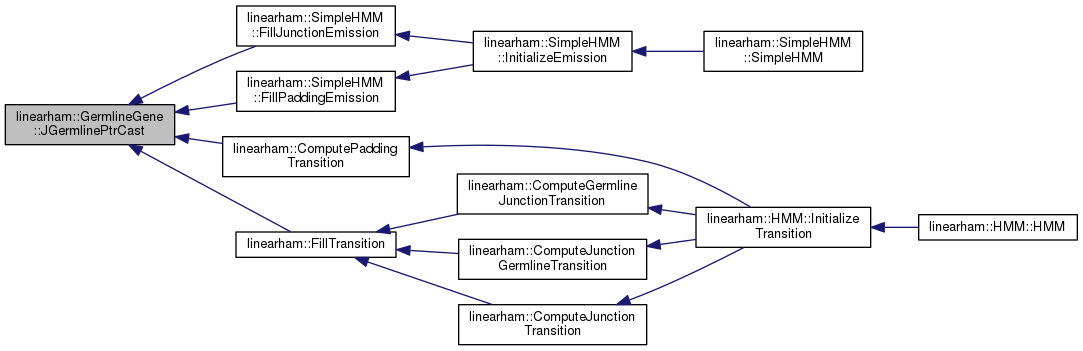 linearham::SimpleHMM
::FillJunctionEmission
linearham::SimpleHMM
::InitializeEmission
linearham::SimpleHMM
::SimpleHMM
linearham::SimpleHMM
::FillPaddingEmission
linearham::GermlineGene
::JGermlinePtrCast
linearham::ComputePadding
Transition
linearham::ComputeGermline
JunctionTransition
linearham::HMM::Initialize
Transition
linearham::HMM::HMM
linearham::FillTransition
linearham::ComputeJunction
GermlineTransition
linearham::ComputeJunction
Transition